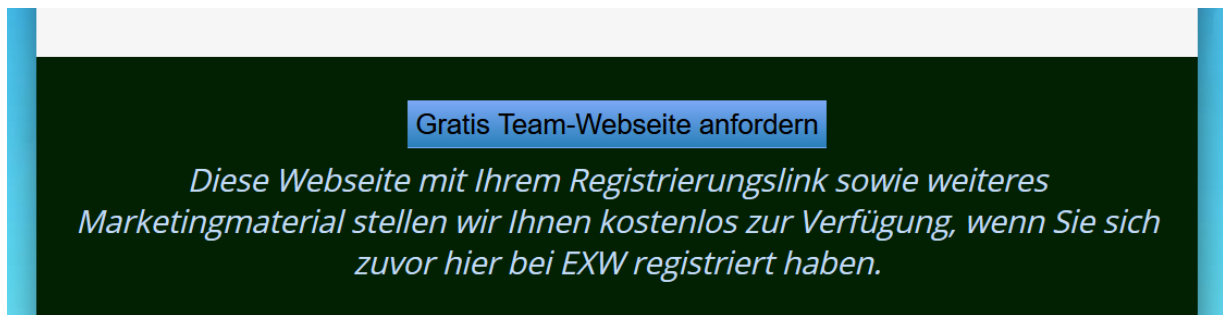 Gratis Team-Webseite anfordern
Diese Webseite mit Ihrem Registrierungslink sowie weiteres
Marketingmaterial stellen wir Ihnen kostenlos zur Verfügung, wenn Sie sich
zuvor hier bei EXW registriert haben.